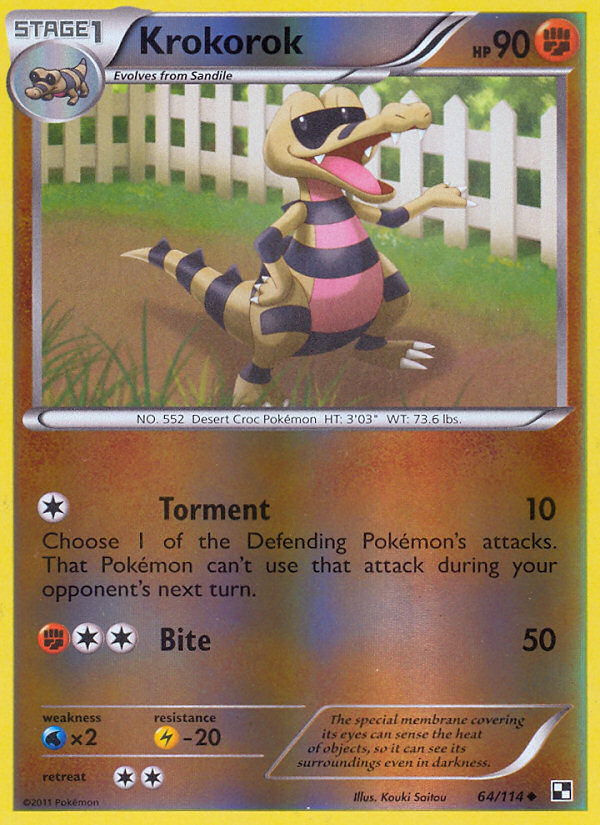 STAGE1
Krokorok
HP 90
Evolves from Sandile
NO. 552 Desert Croc Pokémon HT: 3'03" WT: 73.6 lbs.
Torment 10
Choose 1 of the Defending Pokémon's attacks.
That Pokémon can't use that attack during your
opponent's next turn.
Bite 50
weakness resistance
×2 -20
The special membrane covering
its eyes can sense the heat
of objects, so it can see its
surroundings even in darkness.
retreat
©2011 Pokémon Illus. Kouki Saitou 64/114